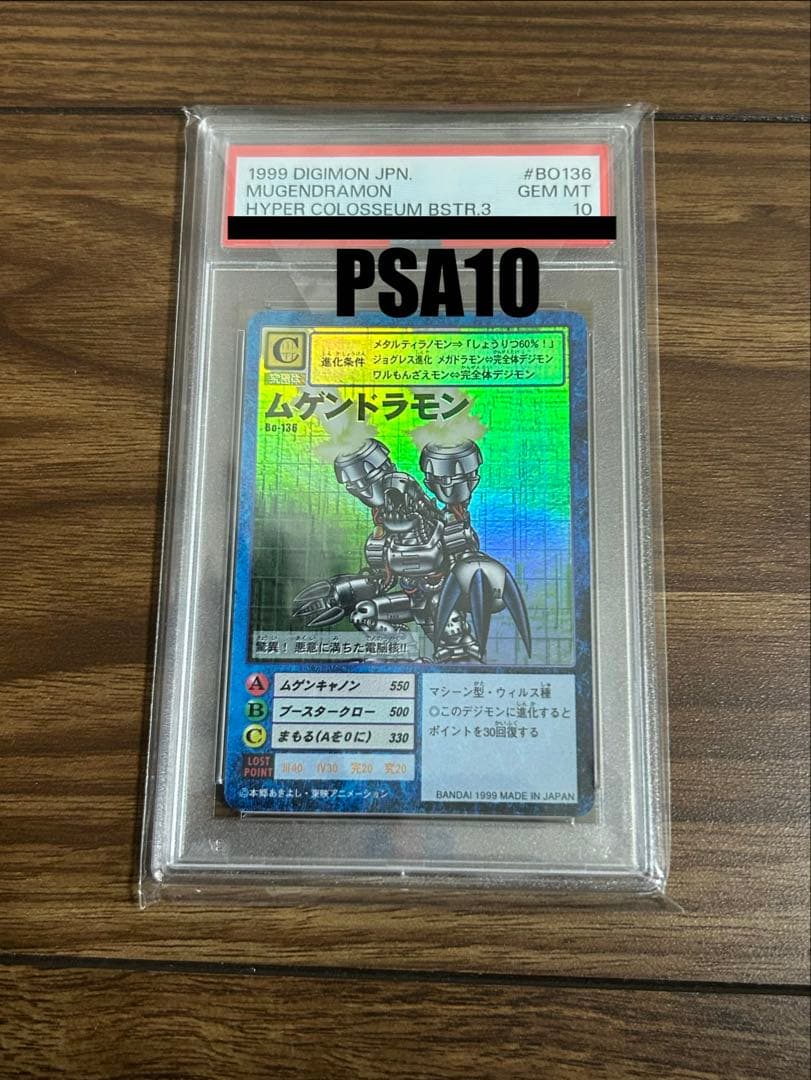 1999 DIGIMON JPN. #BO136
MUGENDRAMON GEM MT
HYPER COLOSSEUM BSTR.3 10
PSA10
C
進化条件
メタルティラノモン⇒「しょうりつ60%!」
ジョグレス進化 メガドラモン⇔完全体デジモン
ワルもんざえモン⇔完全体デジモン
究極体
ムゲンドラモン
Bo-136
驚異! 悪意に満ちた電脳核!!
A ムゲンキャノン 550
B ブースタークロー 500
C まもる(Aを0に) 330
LOST POINT III40 IV30 完20 究20
マシーン型・ウィルス種
◎このデジモンに進化すると
ポイントを30回復する
©本郷あきよし・東映アニメーション
BANDAI 1999 MADE IN JAPAN